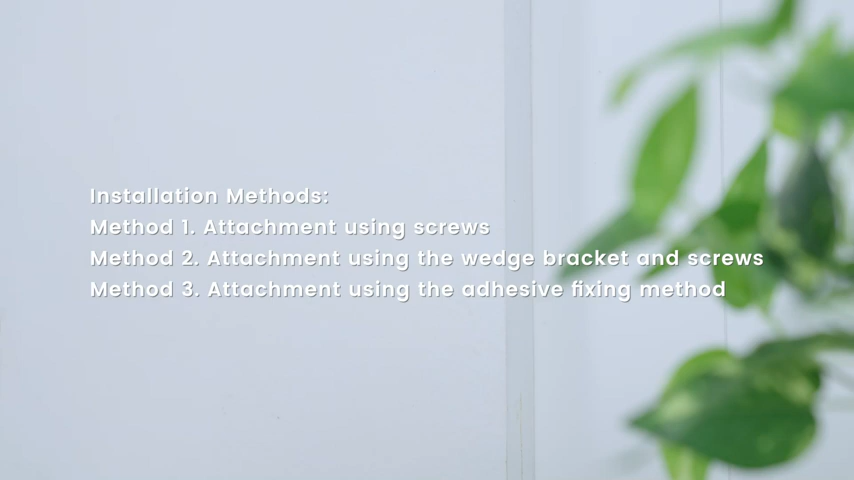 Installation Methods:
Method 1. Attachment using screws
Method 2. Attachment using the wedge bracket and screws
Method 3. Attachment using the adhesive fixing method